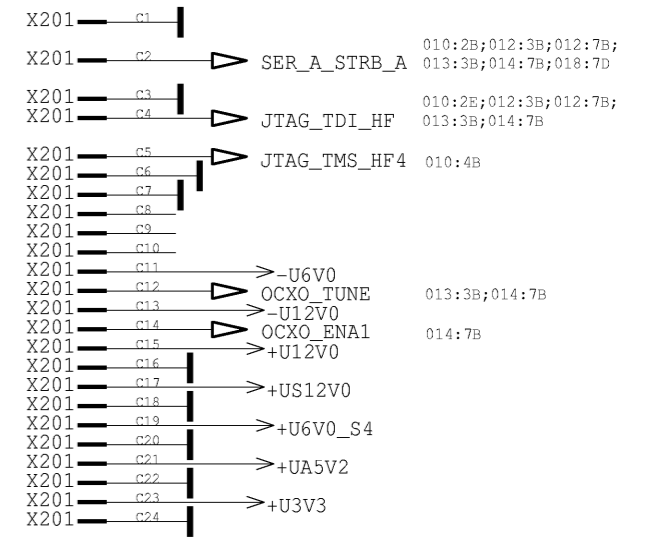 X201 C1
X201 C2 SER_A_STRB_A 010:2B;012:3B;012:7B;
013:3B;014:7B;018:7D
X201 C3
X201 C4 JTAG_TDI_HF 010:2E;012:3B;012:7B;
013:3B;014:7B
X201 C5 JTAG_TMS_HF4 010:4B
X201 C6
X201 C7
X201 C8
X201 C9
X201 C10
X201 C11 -U6V0
X201 C12 OCXO_TUNE 013:3B;014:7B
X201 C13 -U12V0
X201 C14 OCXO_ENA1 014:7B
X201 C15 +U12V0
X201 C16
X201 C17 +US12V0
X201 C18
X201 C19 +U6V0_S4
X201 C20
X201 C21 +UA5V2
X201 C22
X201 C23 +U3V3
X201 C24